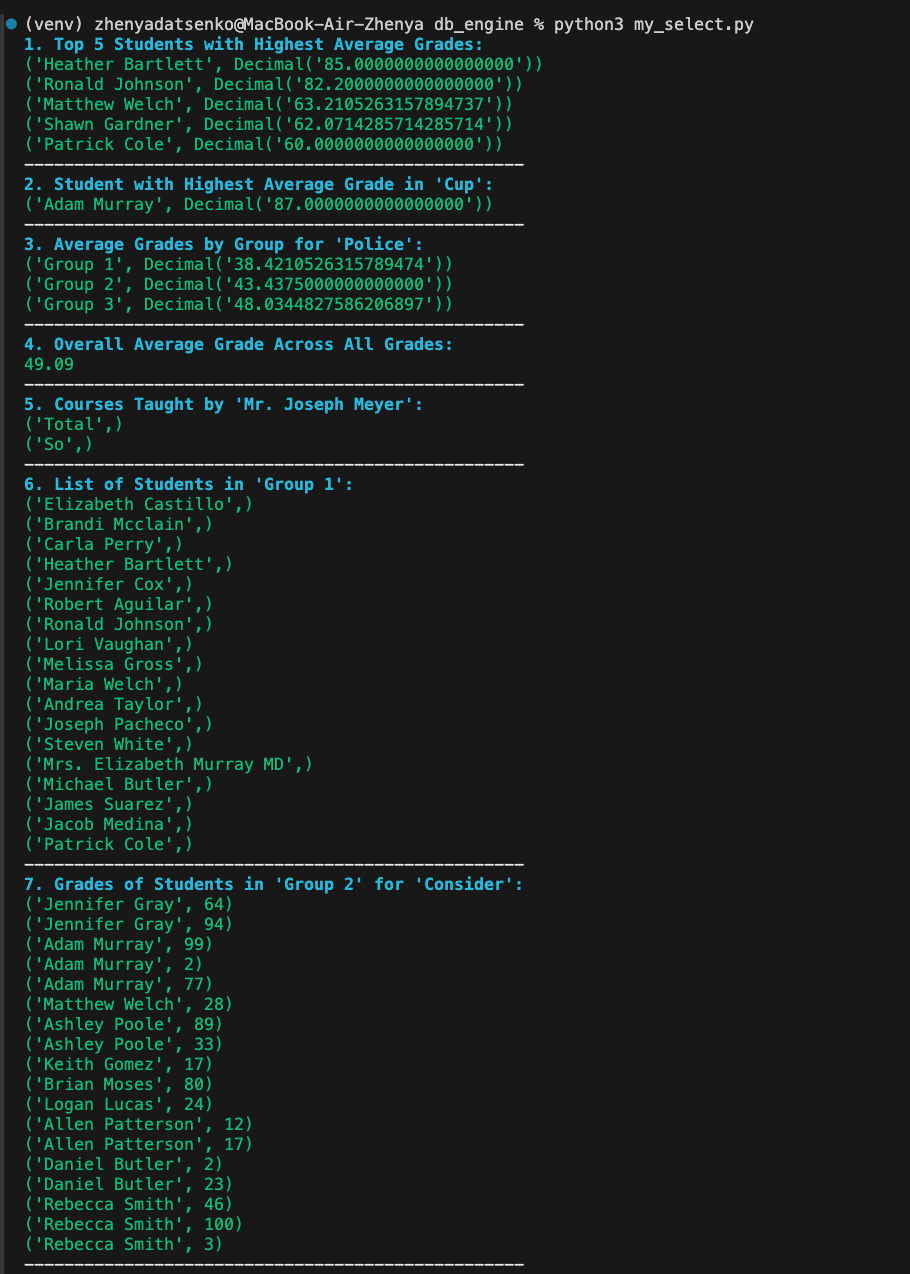 (venv) zhenyadatsenko@MacBook-Air-Zhenya db_engine % python3 my_select.py
1. Top 5 Students with Highest Average Grades:
('Heather Bartlett', Decimal('85.0000000000000000'))
('Ronald Johnson', Decimal('82.2000000000000000'))
('Matthew Welch', Decimal('63.2105263157894737'))
('Shawn Gardner', Decimal('62.0714285714285714'))
('Patrick Cole', Decimal('60.0000000000000000'))
--------------------------------------------------
2. Student with Highest Average Grade in 'Cup':
('Adam Murray', Decimal('87.0000000000000000'))
--------------------------------------------------
3. Average Grades by Group for 'Police':
('Group 1', Decimal('38.4210526315789474'))
('Group 2', Decimal('43.4375000000000000'))
('Group 3', Decimal('48.0344827586206897'))
--------------------------------------------------
4. Overall Average Grade Across All Grades:
49.09
--------------------------------------------------
5. Courses Taught by 'Mr. Joseph Meyer':
('Total',)
('So',)
--------------------------------------------------
6. List of Students in 'Group 1':
('Elizabeth Castillo',)
('Brandi Mcclain',)
('Carla Perry',)
('Heather Bartlett',)
('Jennifer Cox',)
('Robert Aguilar',)
('Ronald Johnson',)
('Lori Vaughan',)
('Melissa Gross',)
('Maria Welch',)
('Andrea Taylor',)
('Joseph Pacheco',)
('Steven White',)
('Mrs. Elizabeth Murray MD',)
('Michael Butler',)
('James Suarez',)
('Jacob Medina',)
('Patrick Cole',)
--------------------------------------------------
7. Grades of Students in 'Group 2' for 'Consider':
('Jennifer Gray', 64)
('Jennifer Gray', 94)
('Adam Murray', 99)
('Adam Murray', 2)
('Adam Murray', 77)
('Matthew Welch', 28)
('Ashley Poole', 89)
('Ashley Poole', 33)
('Keith Gomez', 17)
('Brian Moses', 80)
('Logan Lucas', 24)
('Allen Patterson', 12)
('Allen Patterson', 17)
('Daniel Butler', 2)
('Daniel Butler', 23)
('Rebecca Smith', 46)
('Rebecca Smith', 100)
('Rebecca Smith', 3)
--------------------------------------------------